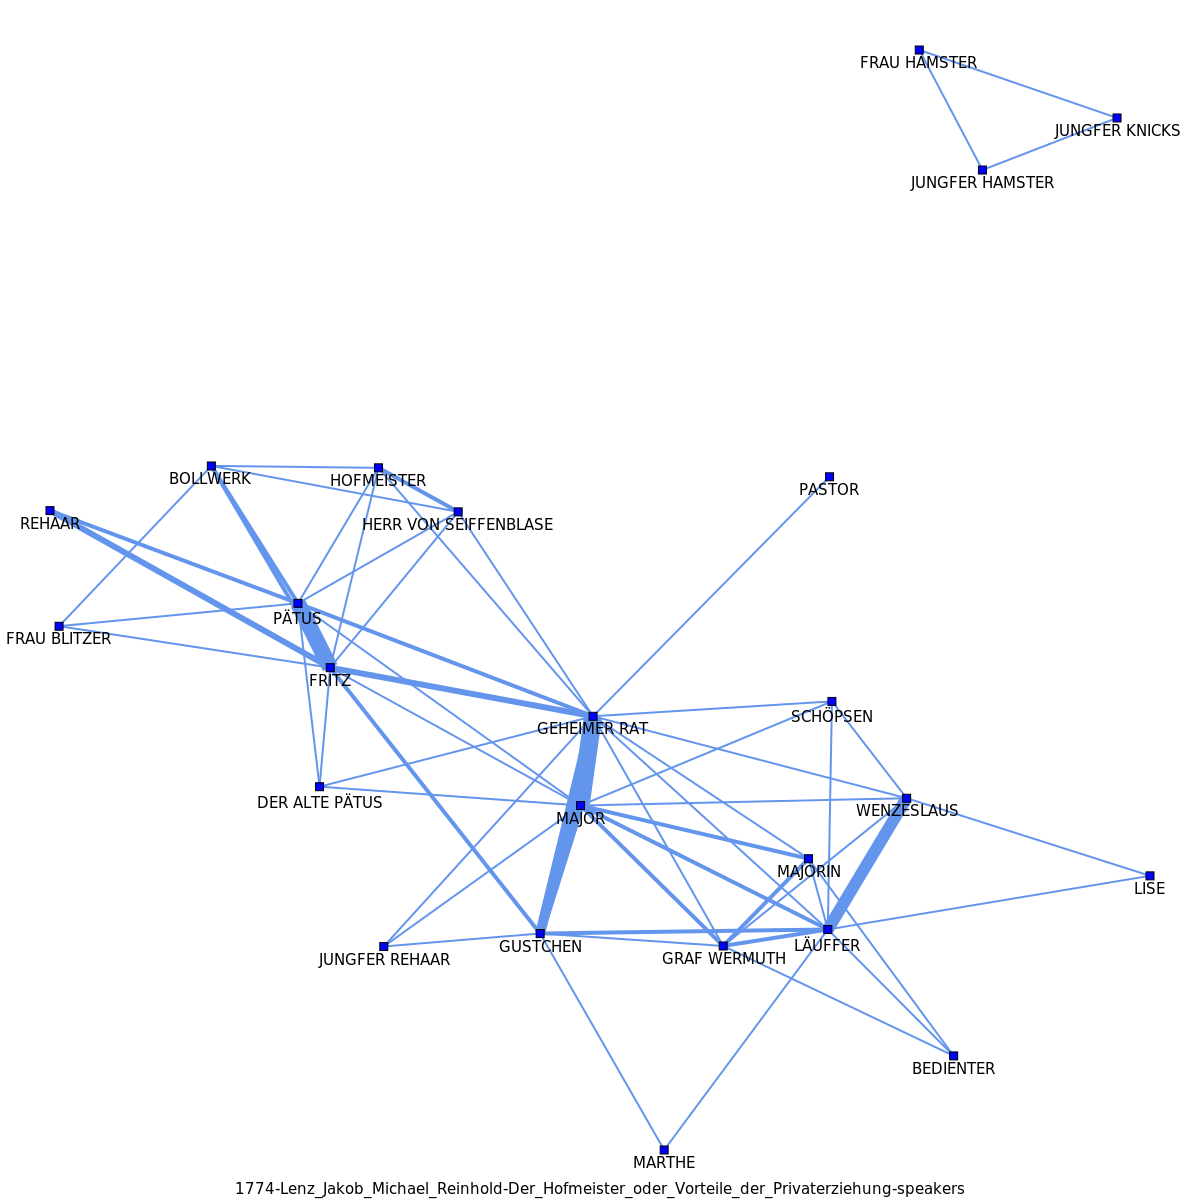 FRAU HAMSTER
JUNGFER KNICKS
JUNGFER HAMSTER
BOLLWERK
HOFMEISTER
PASTOR
REHAAR
HERR VON SEIFFENBLASE
PÄTUS
FRAU BLITZER
FRITZ
SCHÖPSEN
GEHEIMER RAT
DER ALTE PÄTUS
WENZESLAUS
MAJOR
MAJORIN
LISE
GUSTCHEN
LÄUFFER
JUNGFER REHAAR
GRAF WERMUTH
BEDIENTER
MARTHE
1774-Lenz_Jakob_Michael_Reinhold-Der_Hofmeister_oder_Vorteile_der_Privaterziehung-speakers